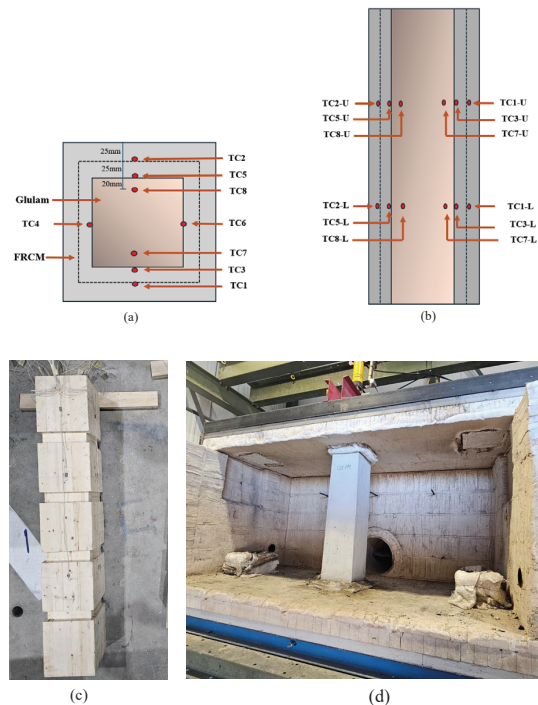 25mm
25mm
20mm
TC2
TC5
TC8
Glulam
TC4
TC6
FRCM
TC7
TC3
TC1
(a)
TC2-U
TC5-U
TC8-U
TC1-U
TC3-U
TC7-U
TC2-L
TC5-L
TC8-L
TC1-L
TC3-L
TC7-L
(b)
(c)
(d)